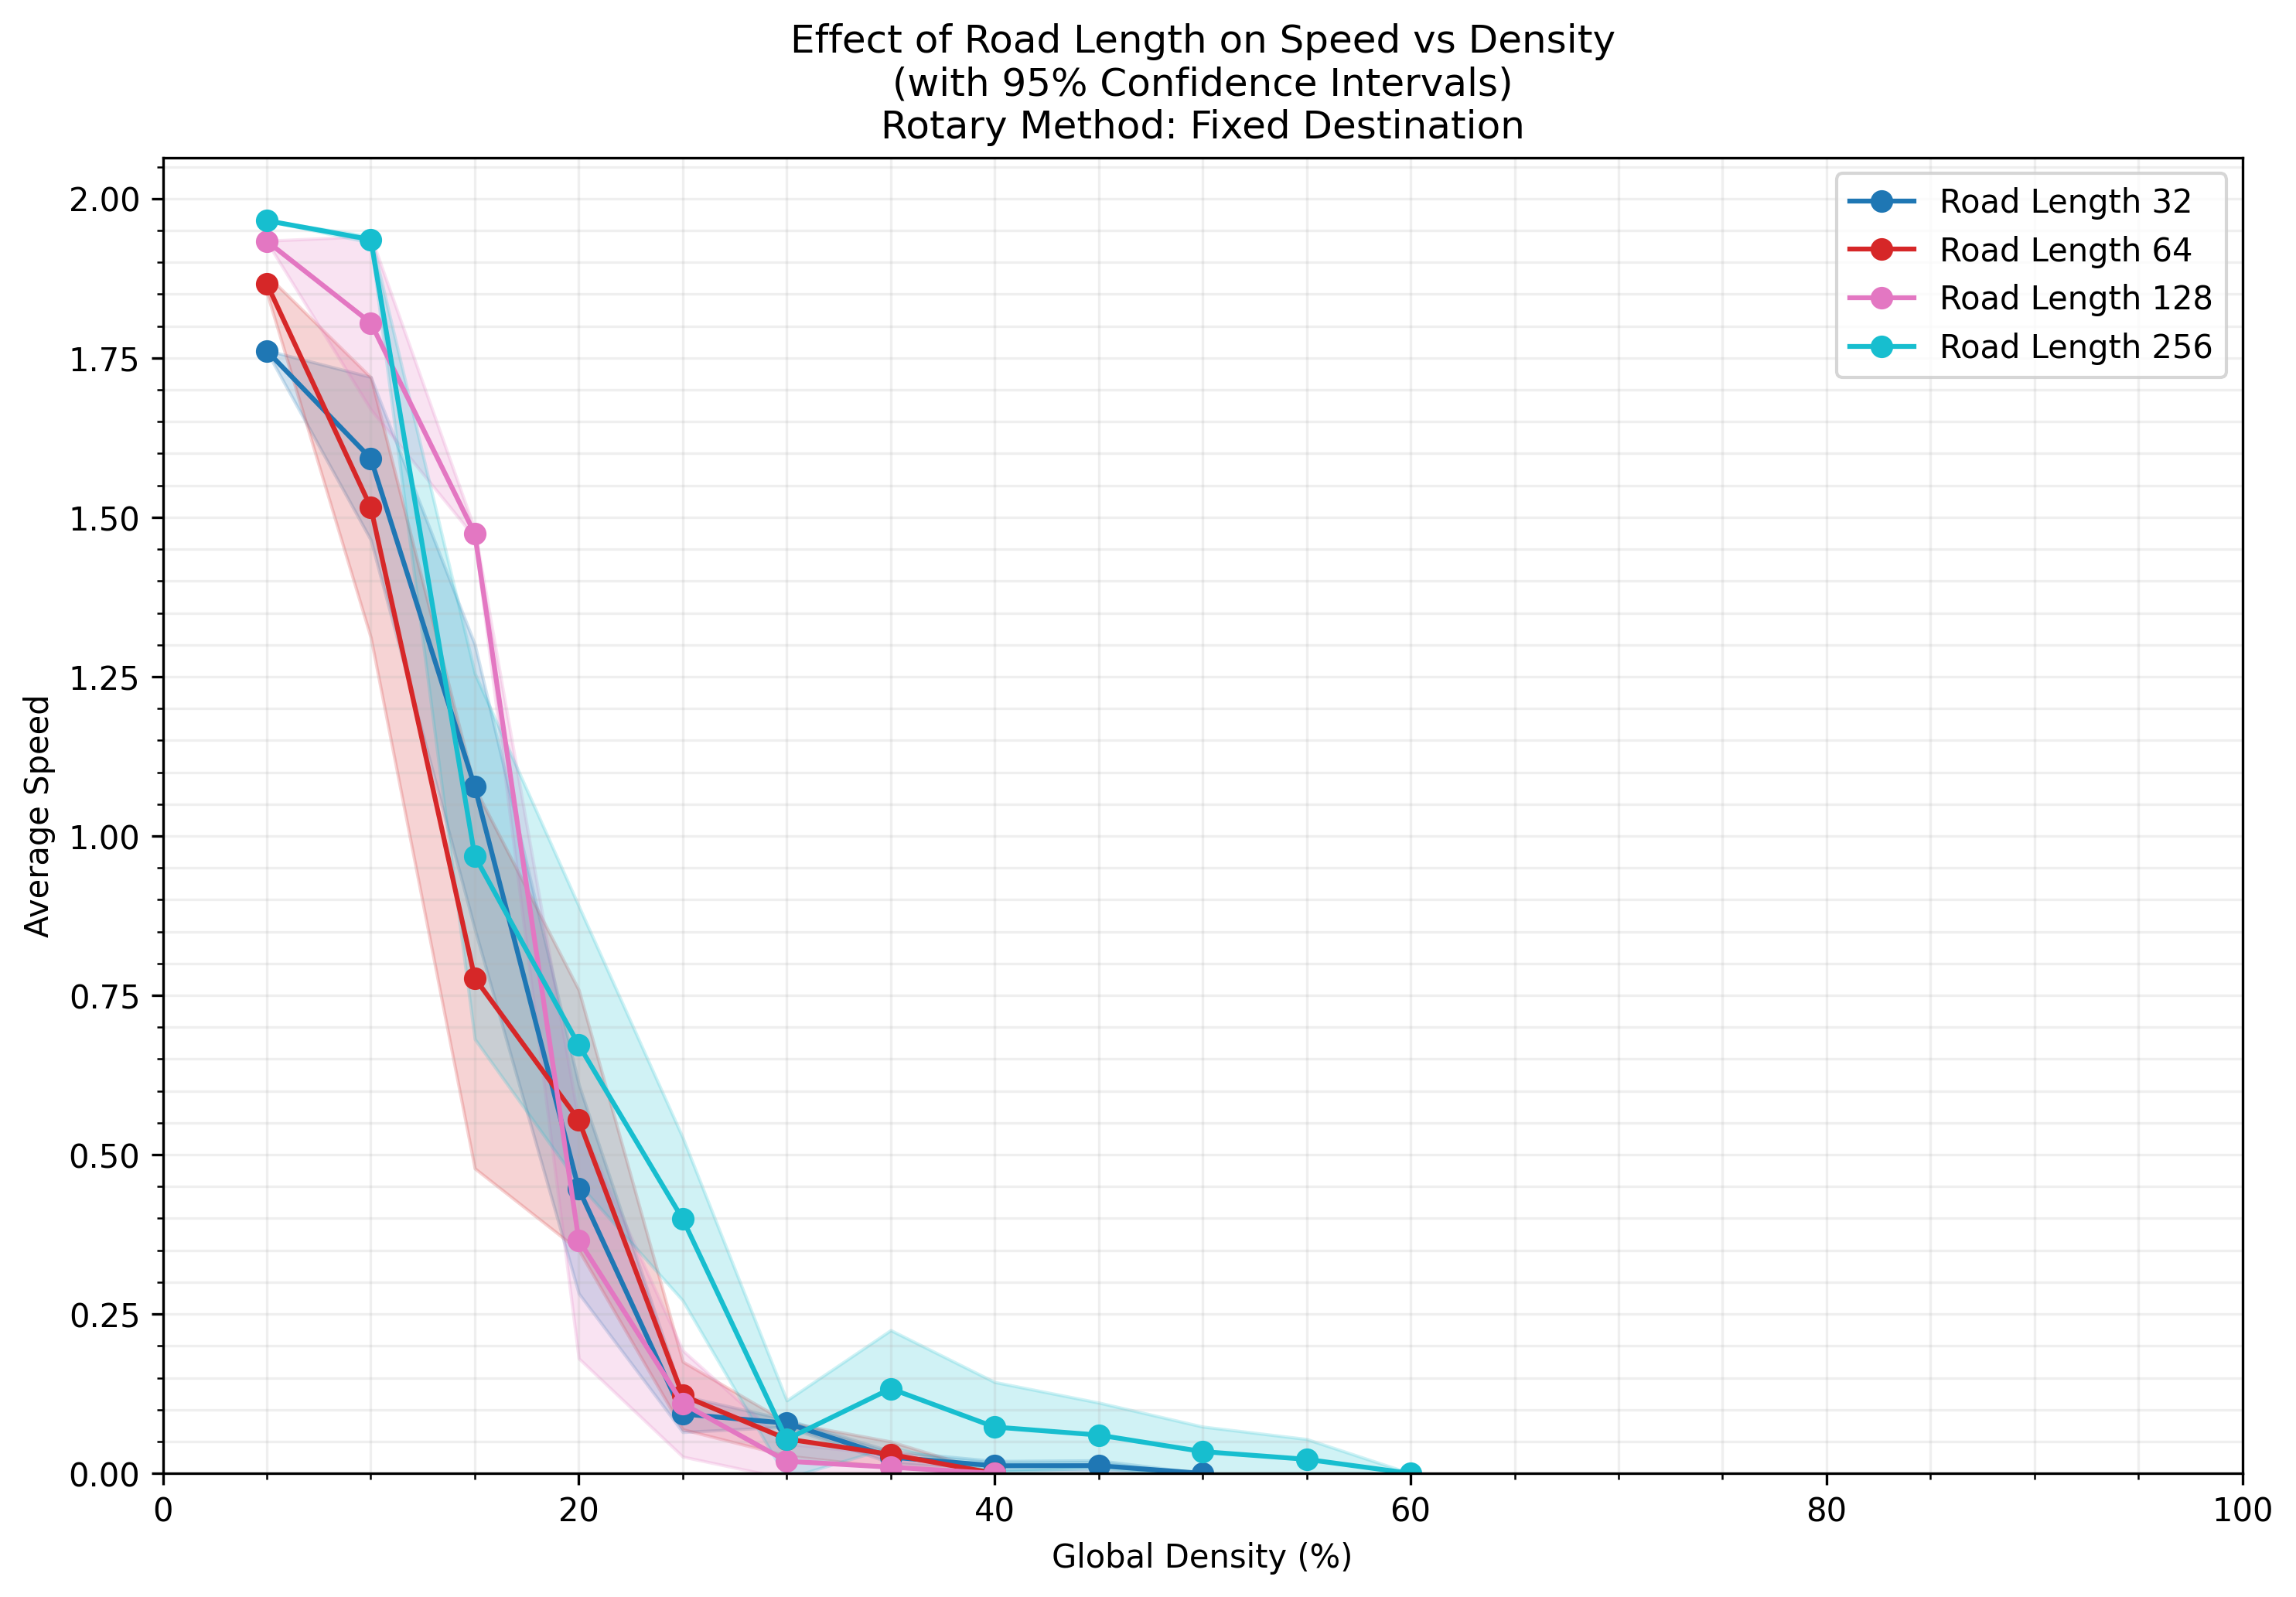 Effect of Road Length on Speed vs Density
(with 95% Confidence Intervals)
Rotary Method: Fixed Destination
Road Length 32
Road Length 64
Road Length 128
Road Length 256
Average Speed
2.00
1.75
1.50
1.25
1.00
0.75
0.50
0.25
0.00
0 20 40 60 80 100
Global Density (%)